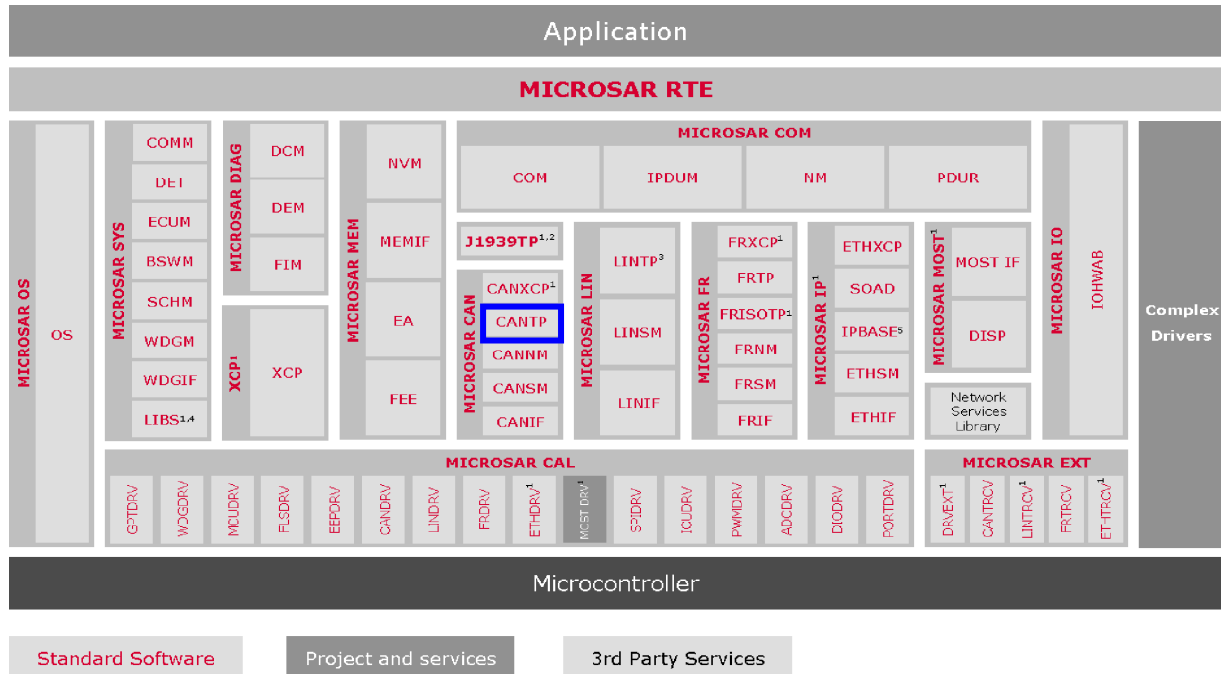 Application
MICROSAR RTE
MICROSAR OS
OS
MICROSAR SYS
COMM
DET
ECUM
BSWM
SCHM
WDGM
WDGIF
LIBS1,4
MICROSAR DIAG
DCM
DEM
FIM
XCP1
XCP
MICROSAR MEM
NVM
MEMIF
EA
FEE
MICROSAR COM
COM
IPDUM
NM
PDUR
J1939TP1,2
MICROSAR CAN
CANXCP1
CANTP
CANNM
CANSM
CANIF
MICROSAR LIN
LINTP3
LINSM
LINIF
MICROSAR FR
FRXCP1
FRTP
FRISOTP1
FRNM
FRSM
FRIF
MICROSAR IP1
ETHXCP
SOAD
IPBASE5
ETHSM
ETHIF
MICROSAR MOST1
MOST IF
DISP
Network
Services
Library
MICROSAR IO
IOHWAB
Complex
Drivers
MICROSAR CAL
GPTDRV
WDGDRV
MCUDRV
FLSDRV
EEPDRV
CANDRV
LINDRV
FRDRV
ETHDRV1
MOST DRV1
SPIDRV
ICUDRV
PWMDRV
ADCDRV
DIODRV
PORTDRV
MICROSAR EXT
DRVEXT1
CANTRCV
LINTRCV1
FRTRCV
ETHTRCV1
Microcontroller
Standard Software
Project and services
3rd Party Services